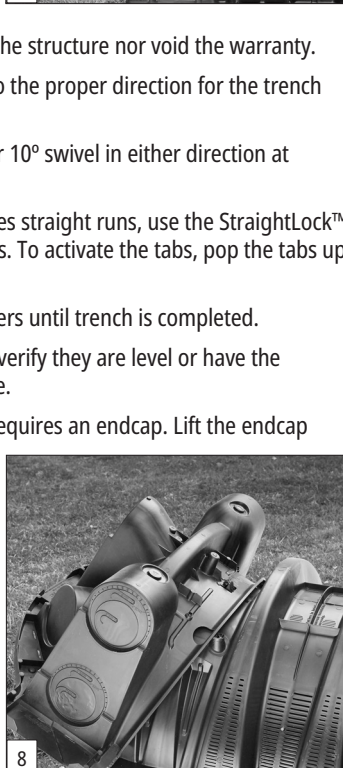 he structure nor void the warranty.
the proper direction for the trench
10º swivel in either direction at
es straight runs, use the StraightLock™
s. To activate the tabs, pop the tabs up
ers until trench is completed.
verify they are level or have the
e.
equires an endcap. Lift the endcap
8